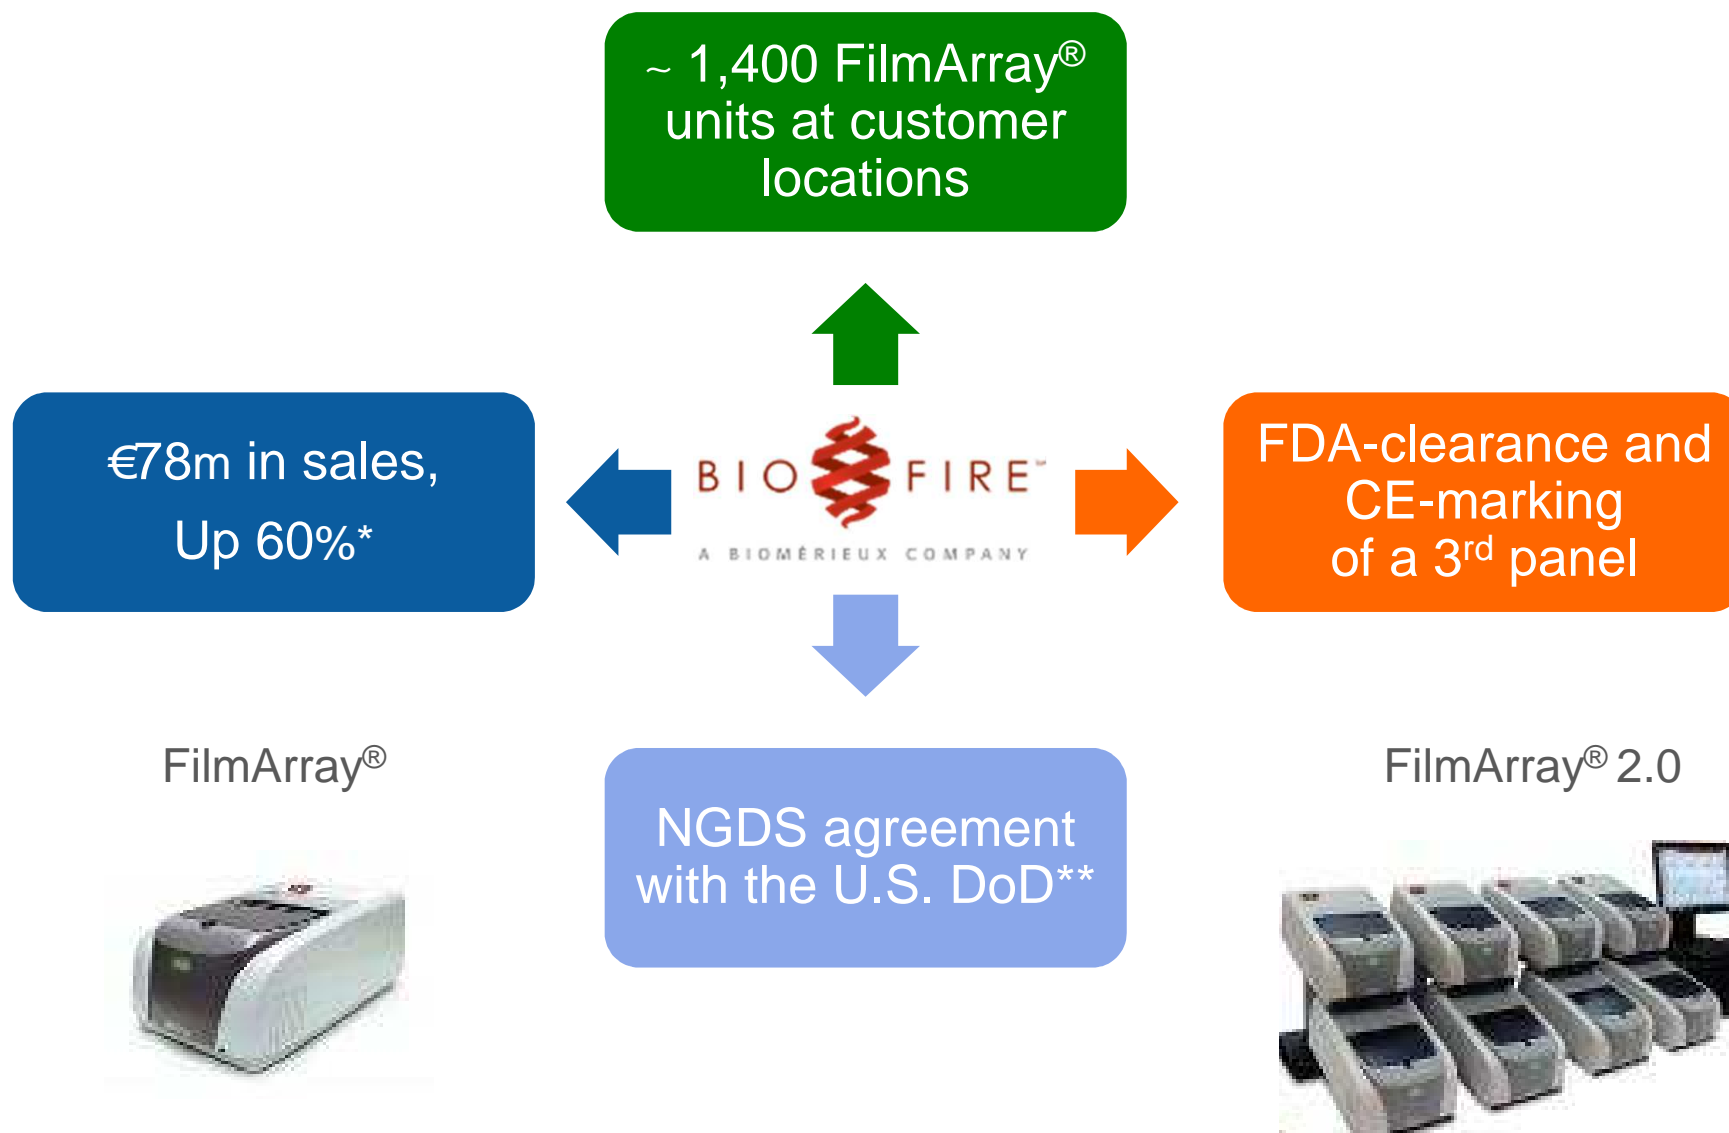 ~ 1,400 FilmArray®
units at customer
locations
€78m in sales,
Up 60%*
BIO FIRE
A BIOMÉRIEUX COMPANY
FDA-clearance and
CE-marking
of a 3rd panel
FilmArray®
NGDS agreement
with the U.S. DoD**
FilmArray® 2.0